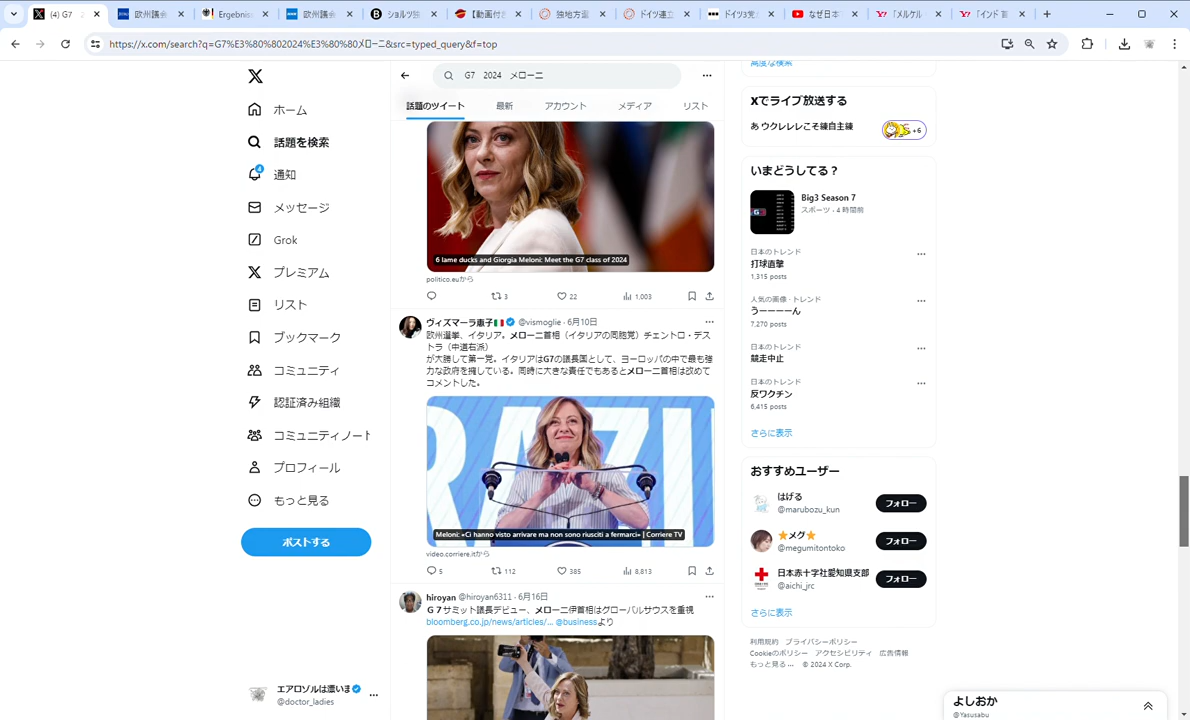 (4) G7
欧州議会
Ergebnis
欧州議会
ショルツ独
【動画付き
独地方選
ドイツ連立
ドイツ3党
なぜ日本で
「メルケル
「インド 新
https://x.com/search?q=G7%E3%80%802024%E3%80%80メローニ&src=typed_query&f=top
G7　2024　メローニ
話題のツイート
最新
アカウント
メディア
リスト
ホーム
話題を検索
4
通知
メッセージ
Grok
プレミアム
リスト
ブックマーク
コミュニティ
認証済み組織
コミュニティノート
プロフィール
もっと見る
ポストする
エアロゾルは漂いま
@doctor_ladies
6 lame ducks and Giorgia Meloni: Meet the G7 class of 2024
politico.euから
3
22
1,003
ヴィズマーラ恵子 @vismoglie · 6月10日
欧州選挙、イタリア。メローニ首相（イタリアの同胞党）チェントロ・デス
トラ（中道右派）
が大勝して第一党。イタリアはG7の議長国として、ヨーロッパの中で最も強
力な政府を擁している。同時に大きな責任でもあるとメローニ首相は改めて
コメントした。
Meloni: «Ci hanno visto arrivare ma non sono riusciti a fermarci» | Corriere TV
video.corriere.itから
5
112
385
8,813
hiroyan @hiroyan6311 · 6月16日
Ｇ７サミット議長デビュー、メローニ伊首相はグローバルサウスを重視
bloomberg.co.jp/news/articles/... @businessより
高度な検索
Xでライブ放送する
あ ウクレレレこそ練自主練
+6
いまどうしてる？
Big3 Season 7
スポーツ · 4 時間前
日本のトレンド
打球直撃
1,315 posts
人気の画像 · トレンド
うーーーーん
7,270 posts
日本のトレンド
競走中止
日本のトレンド
反ワクチン
6,415 posts
さらに表示
おすすめユーザー
はげる
@marubozu_kun
フォロー
メグ
@megumitontoko
フォロー
日本赤十字社愛知県支部
@aichi_jrc
フォロー
さらに表示
利用規約　プライバシーポリシー
Cookieのポリシー　アクセシビリティ　広告情報
もっと見る ···　© 2024 X Corp.
よしおか
@Yasusabu